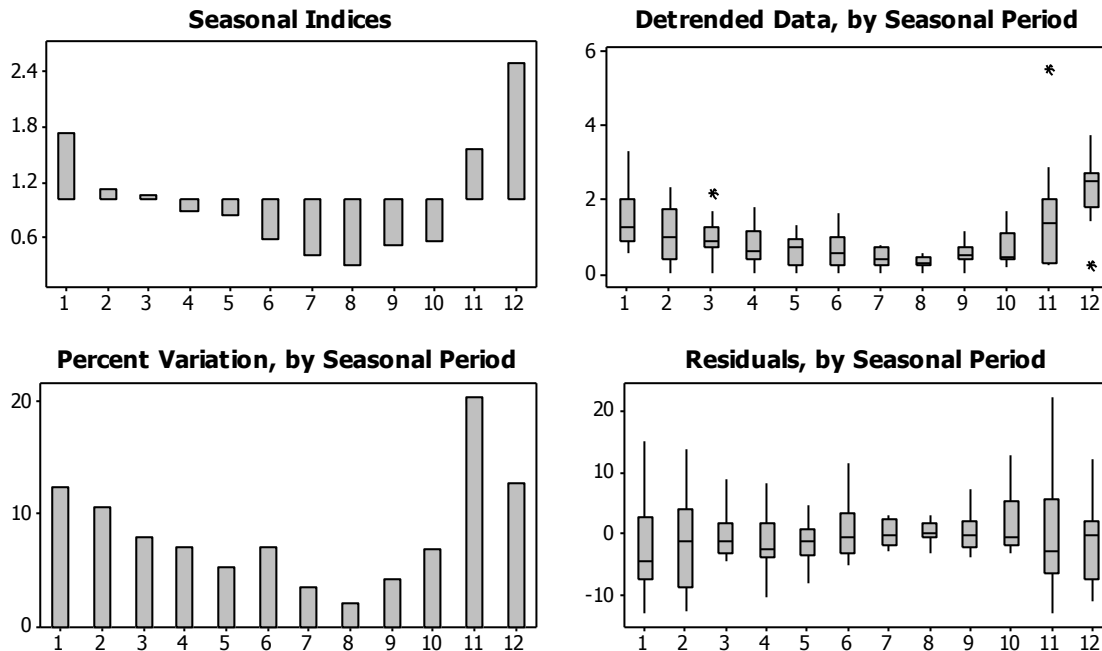 Seasonal Indices
2.4
1.8
1.2
0.6
1 2 3 4 5 6 7 8 9 10 11 12
Detrended Data, by Seasonal Period
6
4
2
0
1 2 3 4 5 6 7 8 9 10 11 12
Percent Variation, by Seasonal Period
20
10
0
1 2 3 4 5 6 7 8 9 10 11 12
Residuals, by Seasonal Period
20
10
0
-10
1 2 3 4 5 6 7 8 9 10 11 12